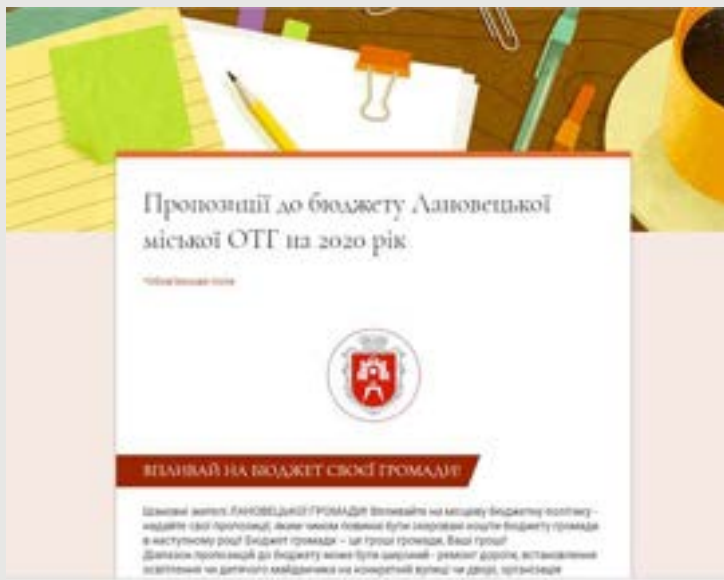 Пропозиції до бюджету Лановецької
міської ОТГ на 2020 рік
ВПЛИВАЙ НА БЮДЖЕТ СВОЄЇ ГРОМАДИ!
Шановні жителі ЛАНОВЕЦЬКОЇ ГРОМАДИ! Впливайте на місцеву бюджетну політику -
надайте свої пропозиції, яким чином повинні бути скеровані кошти бюджету громади
в наступному році! Бюджет громади – це гроші громади, Ваші гроші!
Діапазон пропозицій до бюджету може бути широкий - ремонт дороги, встановлення
освітлення чи дитячого майданчика на конкретній вулиці чи дворі, організація